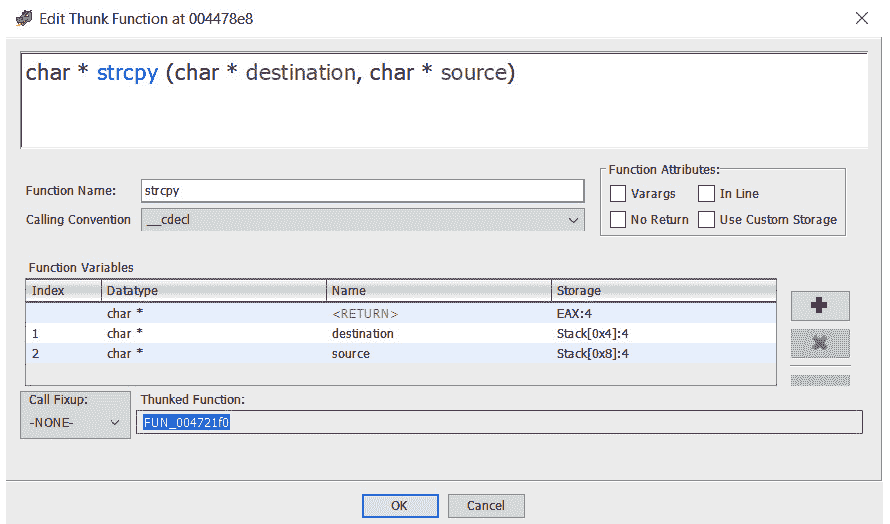 Edit Thunk Function at 004478e8
char * strcpy (char * destination, char * source)
Function Name: strcpy
Calling Convention __cdecl
Function Attributes:
Varargs In Line
No Return Use Custom Storage
Function Variables
Index Datatype Name Storage
char * <RETURN> EAX:4
1 char * destination Stack[0x4]:4
2 char * source Stack[0x8]:4
Call Fixup: Thunked Function:
-NONE- FUN_004721f0
OK Cancel